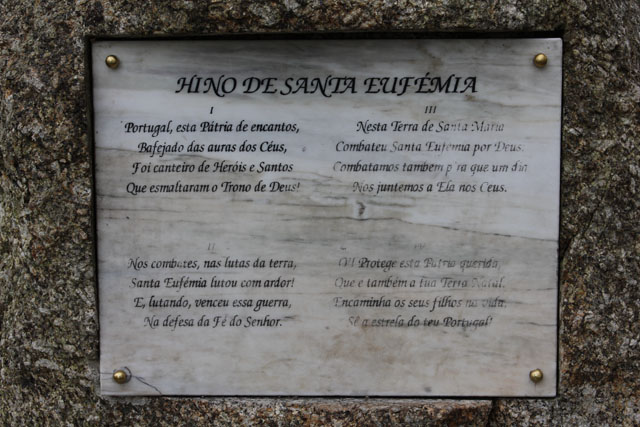 HINO DE SANTA EUFÉMIA
I
Portugal, esta Pátria de encantos,
Bafejado das auras dos Céus,
Foi canteiro de Heróis e Santos
Que esmaltaram o Trono de Deus!
II
Nos combates, nas lutas da terra,
Santa Eufémia lutou com ardor!
E, lutando, venceu essa guerra,
Na defesa da Fé do Senhor.
III
Nesta Terra de Santa Maria
Combateu Santa Eufémia por Deus.
Combatamos também p'ra que um dia
Nos juntemos a Ela nos Céus.
IV
Protege esta Pátria querida,
Que e também a tua Terra Natal.
Encaminha os seus filhos na vida,
Sê a estrela do teu Portugal!